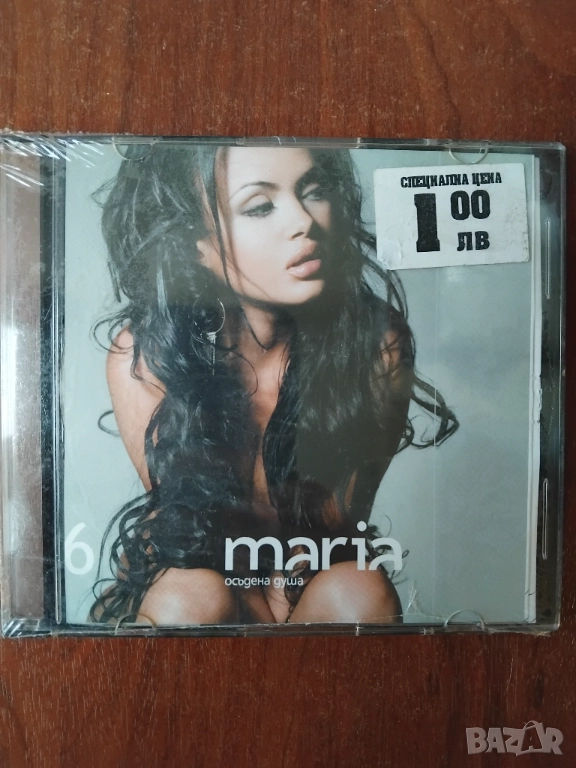 СПЕЦИАЛНА ЦЕНА
1 00
ЛВ
6
maria
осъдена душа
BAZAR